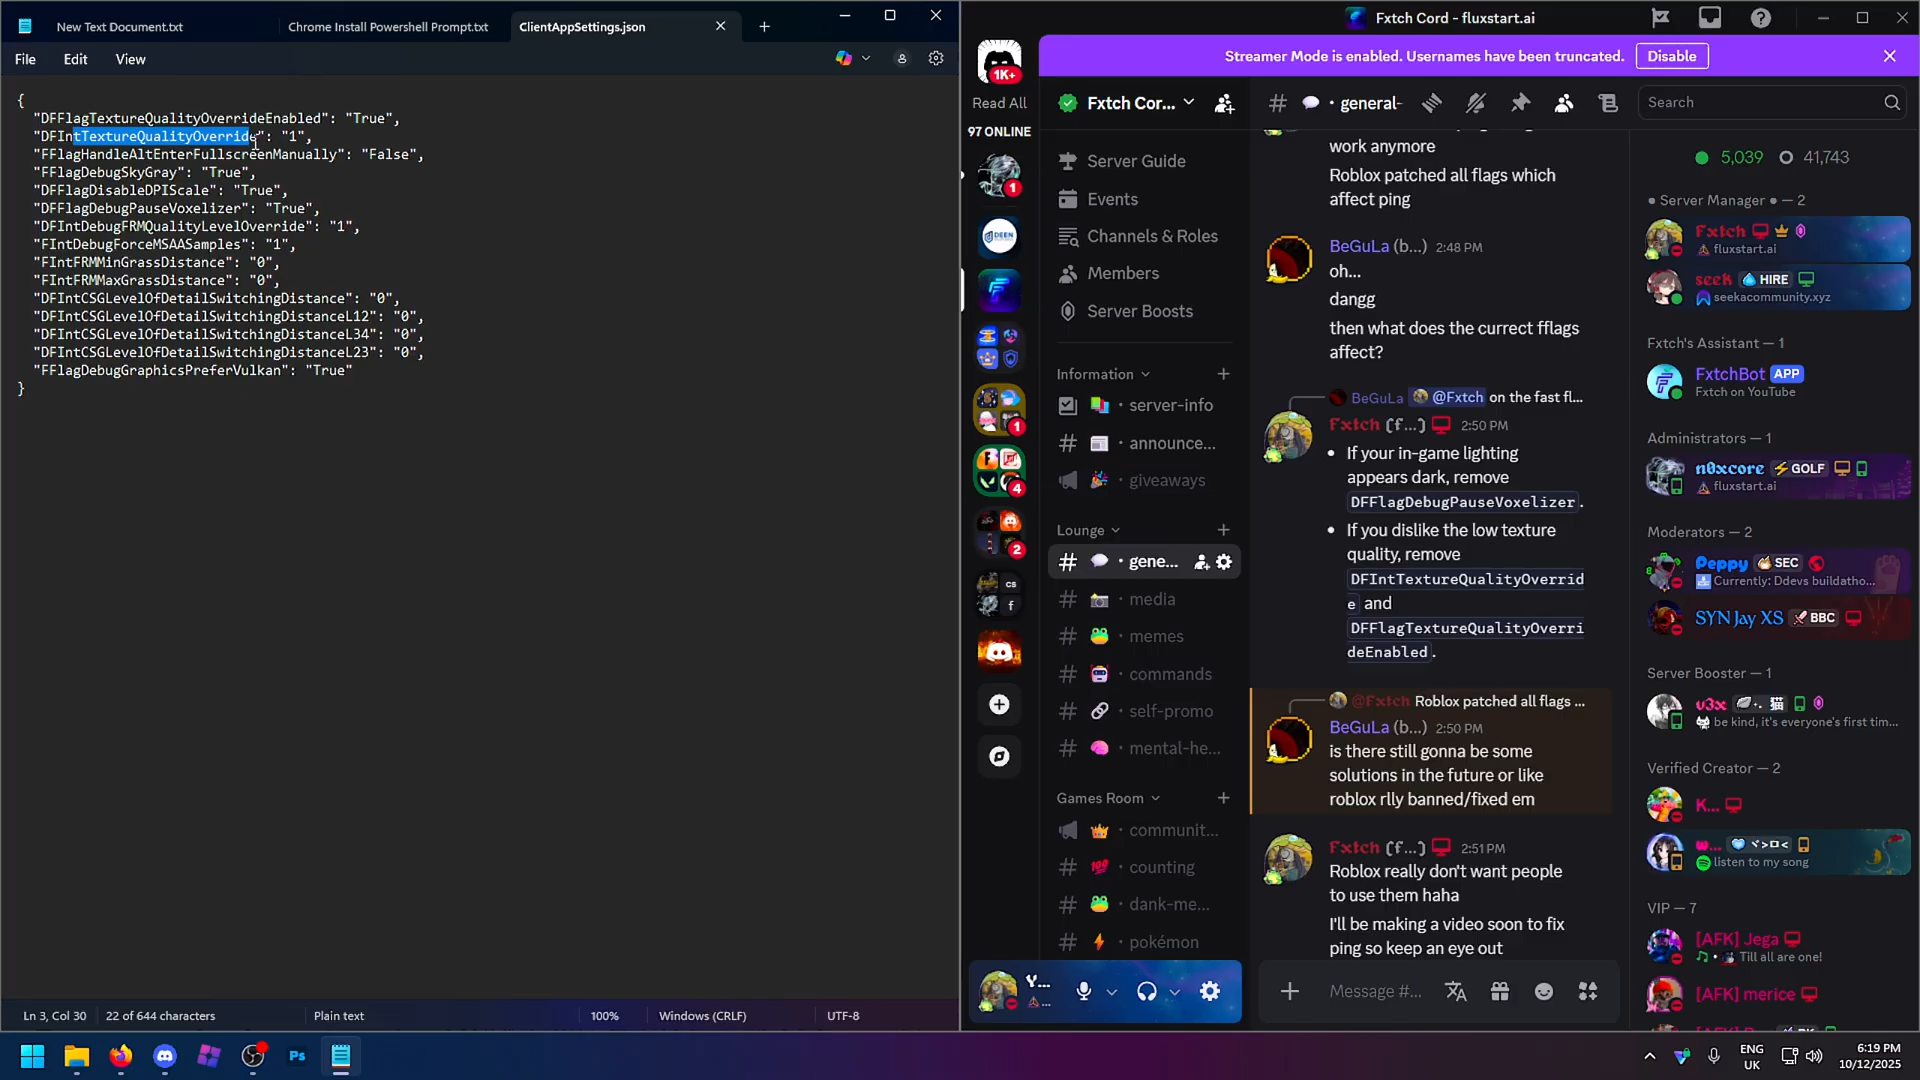 New Text Document.txt
Chrome Install Powershell Prompt.txt
ClientAppSettings.json
File
Edit
View
{
"DFFlagTextureQualityOverrideEnabled": "True",
"DFIntTextureQualityOverride": "1",
"FFlagHandleAltEnterFullscreenManually": "False",
"FFlagDebugSkyGray": "True",
"DFFlagDisableDPIScale": "True",
"DFFlagDebugPauseVoxelizer": "True",
"DFIntDebugFRMQualityLevelOverride": "1",
"FIntDebugForceMSAASamples": "1",
"FIntFRMMinGrassDistance": "0",
"FIntFRMMaxGrassDistance": "0",
"DFIntCSGLevelOfDetailSwitchingDistance": "0",
"DFIntCSGLevelOfDetailSwitchingDistanceL12": "0",
"DFIntCSGLevelOfDetailSwitchingDistanceL34": "0",
"DFIntCSGLevelOfDetailSwitchingDistanceL23": "0",
"FFlagDebugGraphicsPreferVulkan": "True"
}
Ln 3, Col 30
22 of 644 characters
Plain text
100%
Windows (CRLF)
UTF-8
Fxtch Cord - fluxstart.ai
Streamer Mode is enabled. Usernames have been truncated.
Disable
1K+
Read All
97 ONLINE
1
DEEN
1
4
2
cs
f
Fxtch Cor...
Server Guide
Events
Channels & Roles
Members
Server Boosts
Information
server-info
announce...
giveaways
Lounge
gene...
media
memes
commands
self-promo
mental-he...
Games Room
communit...
counting
dank-me...
pokémon
Y...
general-
Search
work anymore
Roblox patched all flags which
affect ping
BeGuLa (b...) 2:48 PM
oh...
dangg
then what does the currect fflags
affect?
BeGuLa @Fxtch on the fast fl...
Fxtch (f...) 2:50 PM
If your in-game lighting
appears dark, remove
DFFlagDebugPauseVoxelizer.
If you dislike the low texture
quality, remove
DFIntTextureQualityOverrid
e and
DFFlagTextureQualityOverri
deEnabled.
@Fxtch Roblox patched all flags ...
BeGuLa (b...) 2:50 PM
is there still gonna be some
solutions in the future or like
roblox rlly banned/fixed em
Fxtch (f...) 2:51 PM
Roblox really don't want people
to use them haha
I'll be making a video soon to fix
ping so keep an eye out
Message #...
5,039
41,743
Server Manager — 2
Fxtch
fluxstart.ai
seek HIRE
seekacommunity.xyz
Fxtch's Assistant — 1
FxtchBot APP
Fxtch on YouTube
Administrators — 1
n0xcore GOLF
fluxstart.ai
Moderators — 2
Peppy SEC
Currently: Ddevs buildatho...
SYN Jay XS BBC
Server Booster — 1
v3x 猫
be kind, it's everyone's first tim...
Verified Creator — 2
K...
w...
listen to my song
VIP — 7
[AFK] Jega
Till all are one!
[AFK] merice
Ps
ENG
UK
6:19 PM
10/12/2025